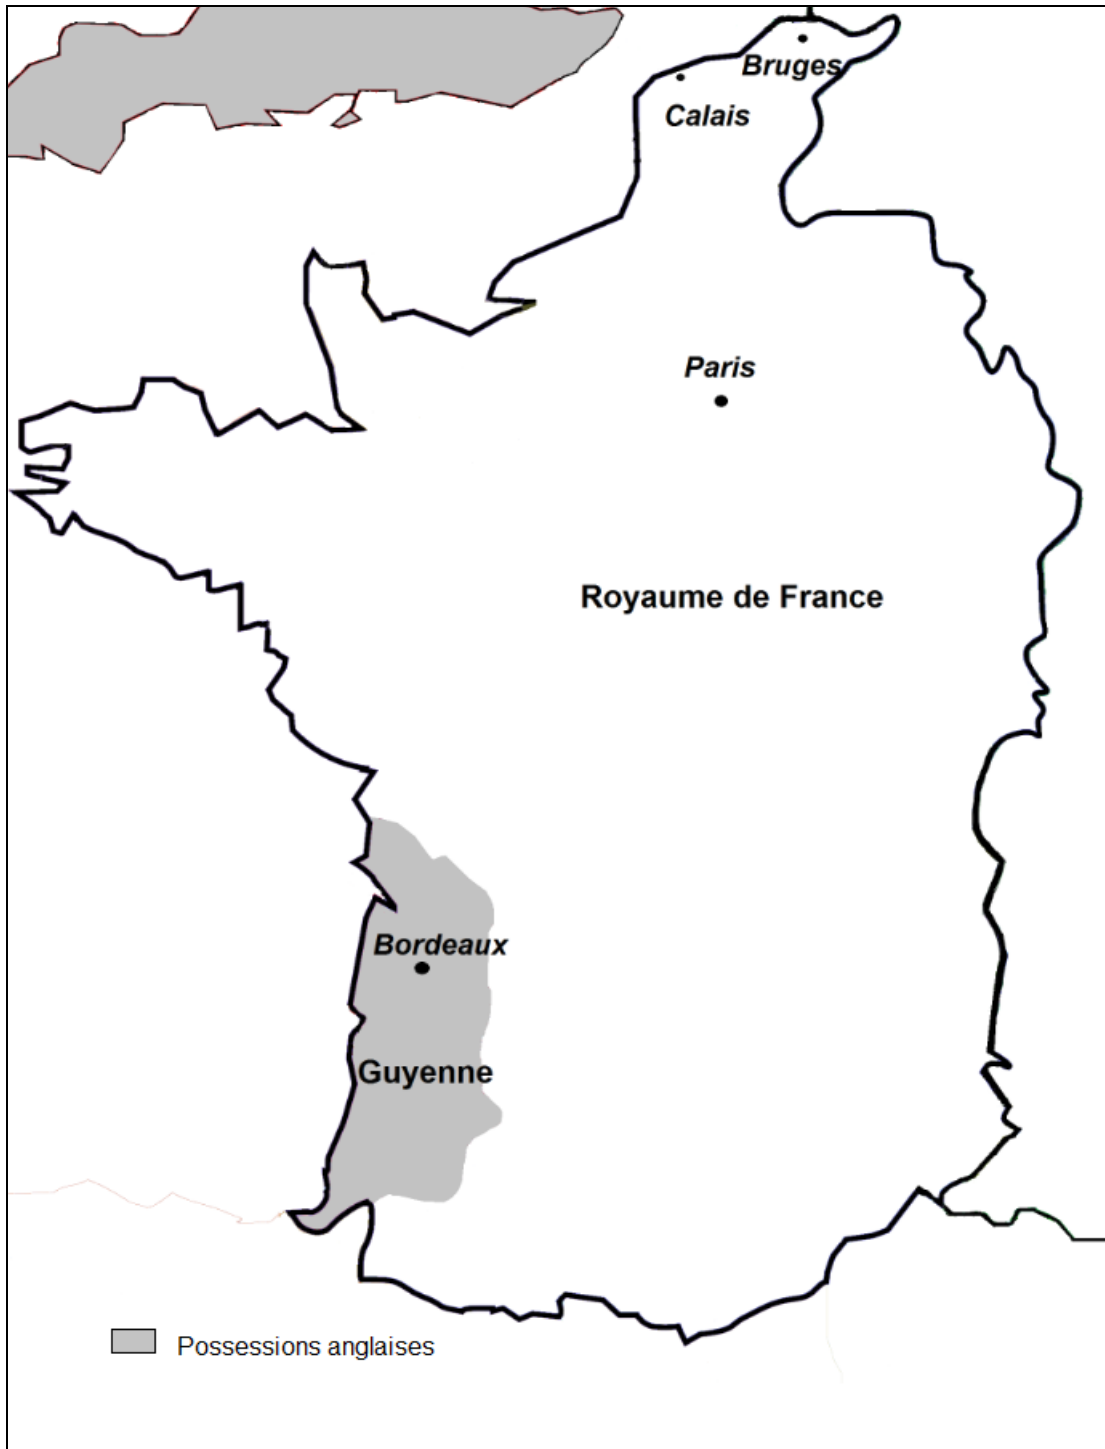 Bruges
Calais
Paris
Royaume de France
Bordeaux
Guyenne
Possessions anglaises